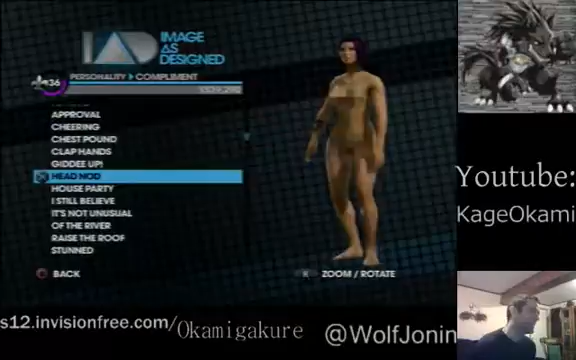 IAD IMAGE
AS
DESIGNED
36
PERSONALITY ▸ COMPLIMENT
APPROVAL
CHEERING
CHEST POUND
CLAP HANDS
GIDDEE UP!
HEAD NOD
HOUSE PARTY
I STILL BELIEVE
IT'S NOT UNUSUAL
OF THE RIVER
RAISE THE ROOF
STUNNED
BACK
R ZOOM / ROTATE
Youtube:
KageOkami
s12.invisionfree.com/Okamigakure @WolfJonin